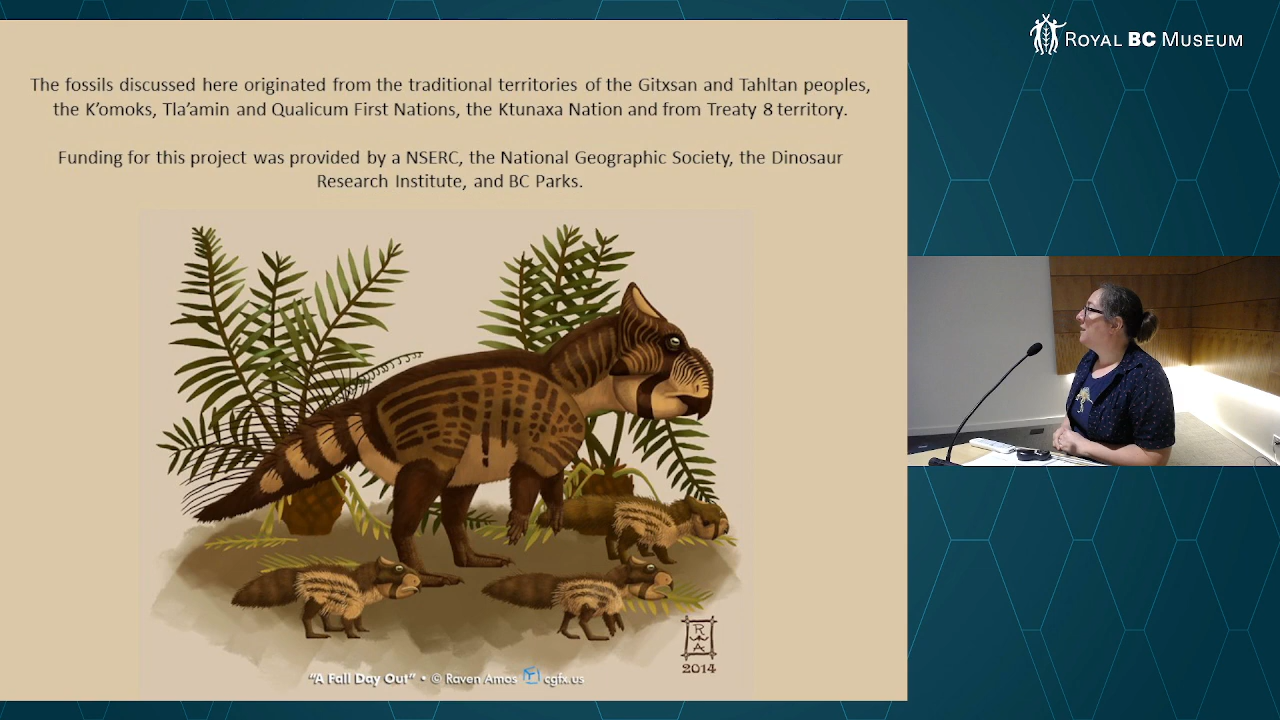 ROYAL BC MUSEUM
The fossils discussed here originated from the traditional territories of the Gitxsan and Tahltan peoples,
the K'omoks, Tla'amin and Qualicum First Nations, the Ktunaxa Nation and from Treaty 8 territory.
Funding for this project was provided by a NSERC, the National Geographic Society, the Dinosaur
Research Institute, and BC Parks.
R
A
2014
"A Fall Day Out" • © Raven Amos cgfx.us